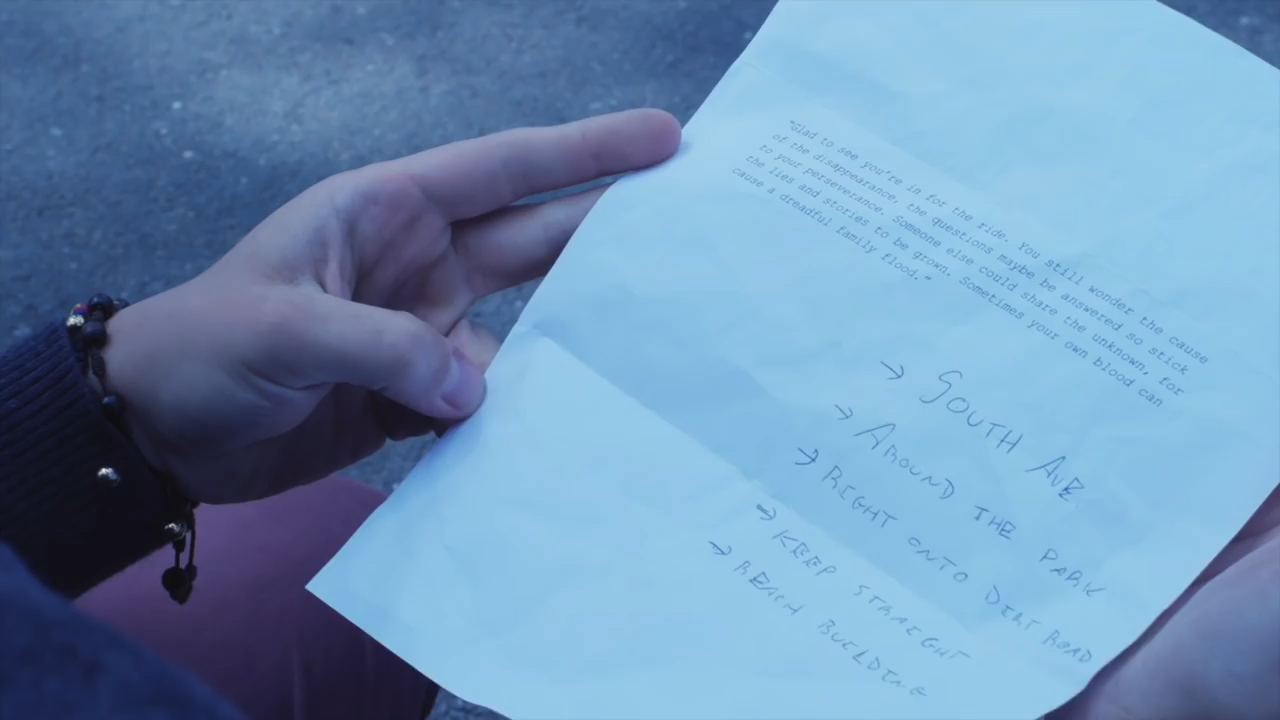 "Glad to see you're in for the ride. You still wonder the cause
of the disappearance, the questions maybe be answered so stick
to your perseverance. Someone else could share the unknown, for
the lies and stories to be grown. Sometimes your own blood can
cause a dreadful family flood."
→ SOUTH AVE
→ AROUND THE PARK
→ RIGHT ONTO DIRT ROAD
→ KEEP STRAIGHT
→ REACH BUILDING